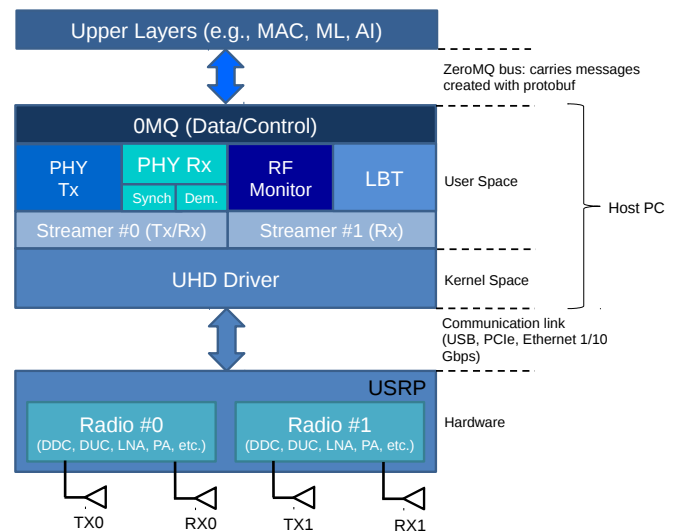 Upper Layers (e.g., MAC, ML, AI)
ZeroMQ bus: carries messages
created with protobuf
0MQ (Data/Control)
PHY
Tx
PHY Rx
Synch
Dem.
RF
Monitor
LBT
User Space
Host PC
Streamer #0 (Tx/Rx)
Streamer #1 (Rx)
UHD Driver
Kernel Space
Communication link
(USB, PCIe, Ethernet 1/10
Gbps)
USRP
Radio #0
(DDC, DUC, LNA, PA, etc.)
Radio #1
(DDC, DUC, LNA, PA, etc.)
Hardware
TX0
RX0
TX1
RX1